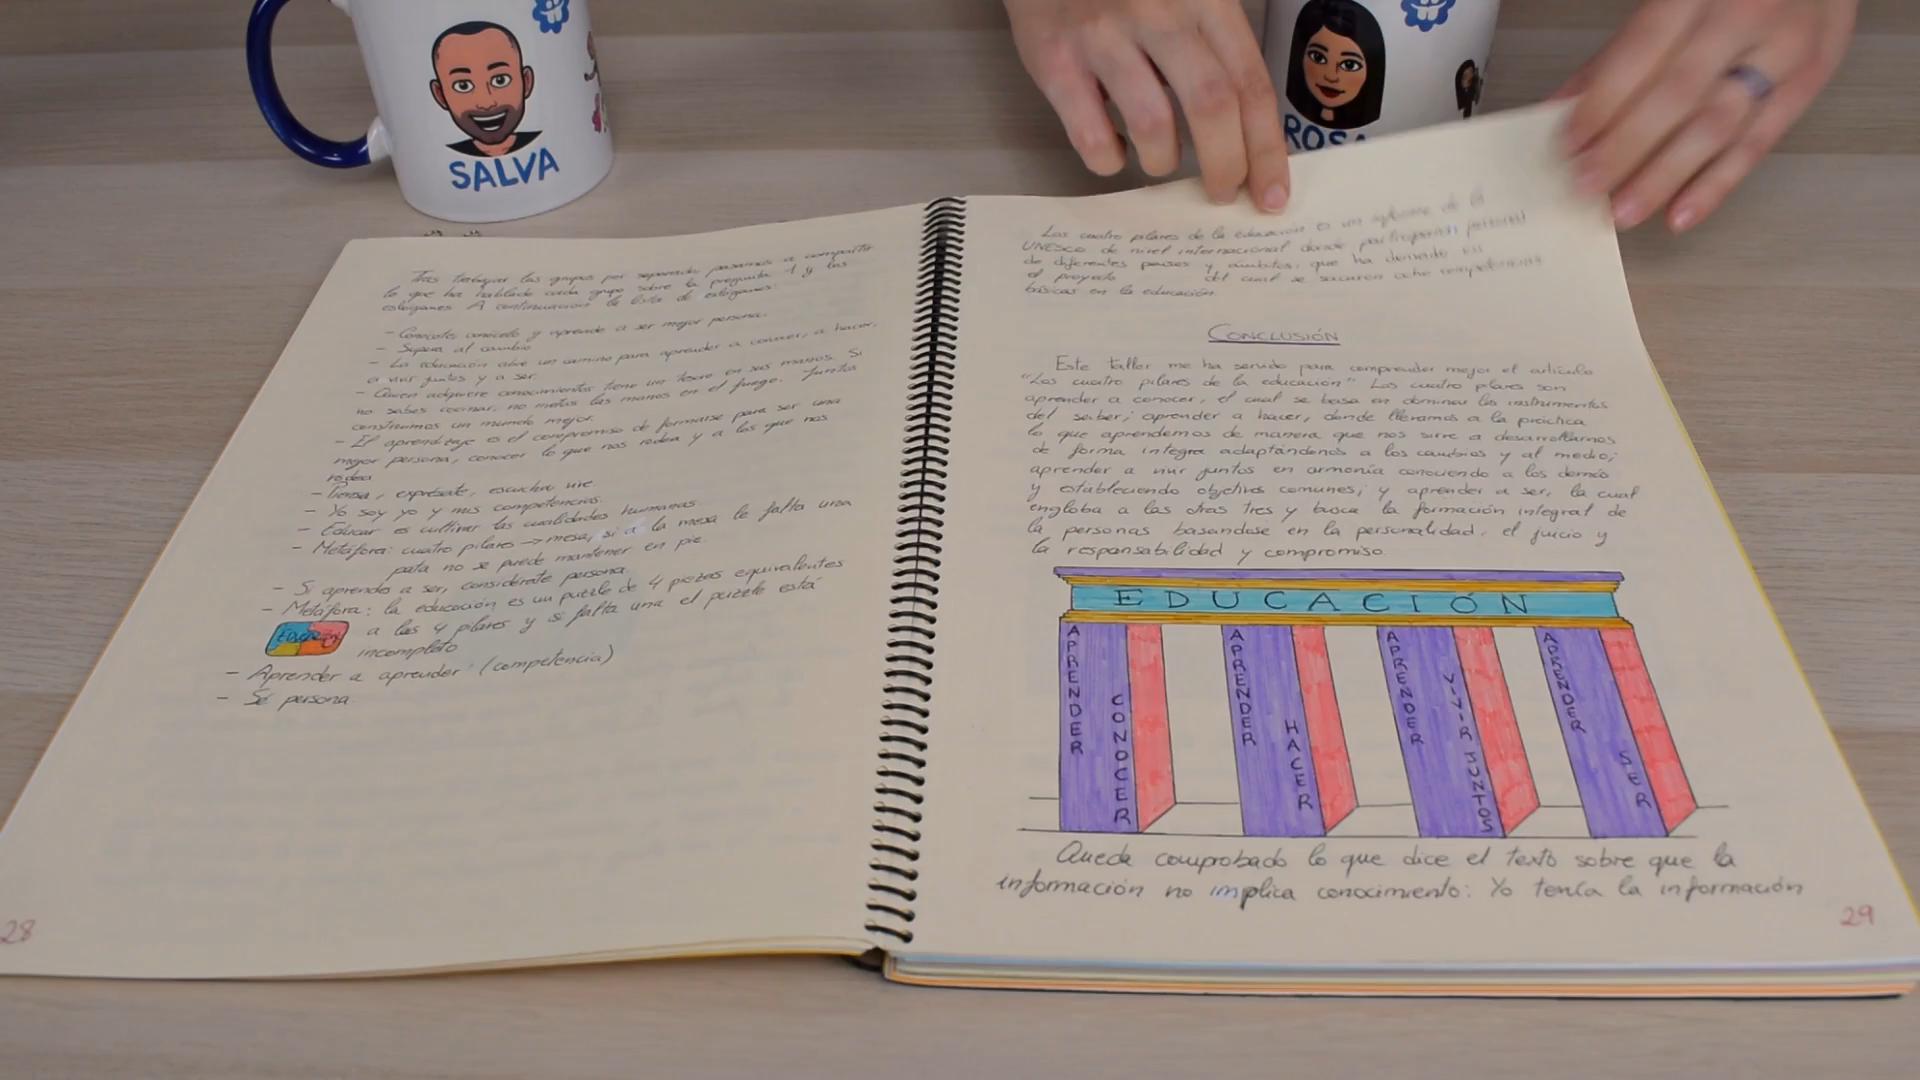 SALVA
ROSA
Tras trabajar los grupos por separado pasamos a compartir
lo que ha hablado cada grupo sobre la pregunta 1 y los
eslóganes. A continuación la lista de eslóganes:
- Conócete, conócelo y aprende a ser mejor persona.
- Supera al cambio
- La educación abre un camino para aprender a conocer, a hacer,
a vivir juntos y a ser.
- Quien adquiere conocimientos tiene un tesoro en sus manos. Si
no sabes cocinar, no metas las manos en el fuego. Juntos
construimos un mundo mejor.
- El aprendizaje es el compromiso de formarse para ser una
mejor persona, conocer lo que nos rodea y a los que nos
rodea
- Piensa, exprésate, escucha vive
- Yo soy yo y mis competencias.
- Educar es cultivar las cualidades humanas
- Metáfora: cuatro pilares → mesa, si a la mesa le falta una
pata no se puede mantener en pie.
- Si aprendo a ser, considérate persona
- Metáfora: la educación es un puzzle de 4 piezas equivalentes
a los 4 pilares y si falta una el puzzle está
incompleto
- Aprender a aprender (competencia)
- Sé persona
28
Los cuatro pilares de la educación es un informe de la
UNESCO de nivel internacional donde participaron personas
de diferentes países y ámbitos, que ha derivado en
el proyecto del cual se sacaron ocho competencias
básicas en la educación
CONCLUSIÓN
Este taller me ha servido para comprender mejor el artículo
"Los cuatro pilares de la educación" Los cuatro pilares son
aprender a conocer, el cual se basa en dominar los instrumentos
del saber; aprender a hacer, donde llevamos a la práctica
lo que aprendemos de manera que nos sirve a desarrollarnos
de forma íntegra adaptándonos a los cambios y al medio;
aprender a vivir juntos en armonía conociendo a los demás
y estableciendo objetivos comunes; y aprender a ser, la cual
engloba a las otras tres y busca la formación integral de
la personas basandose en la personalidad, el juicio y
la responsabilidad y compromiso.
EDUCACIÓN
APRENDER CONOCER
APRENDER HACER
APRENDER VIVIR JUNTOS
APRENDER SER
Queda comprobado lo que dice el texto sobre que la
información no implica conocimiento: Yo tenía la información
29